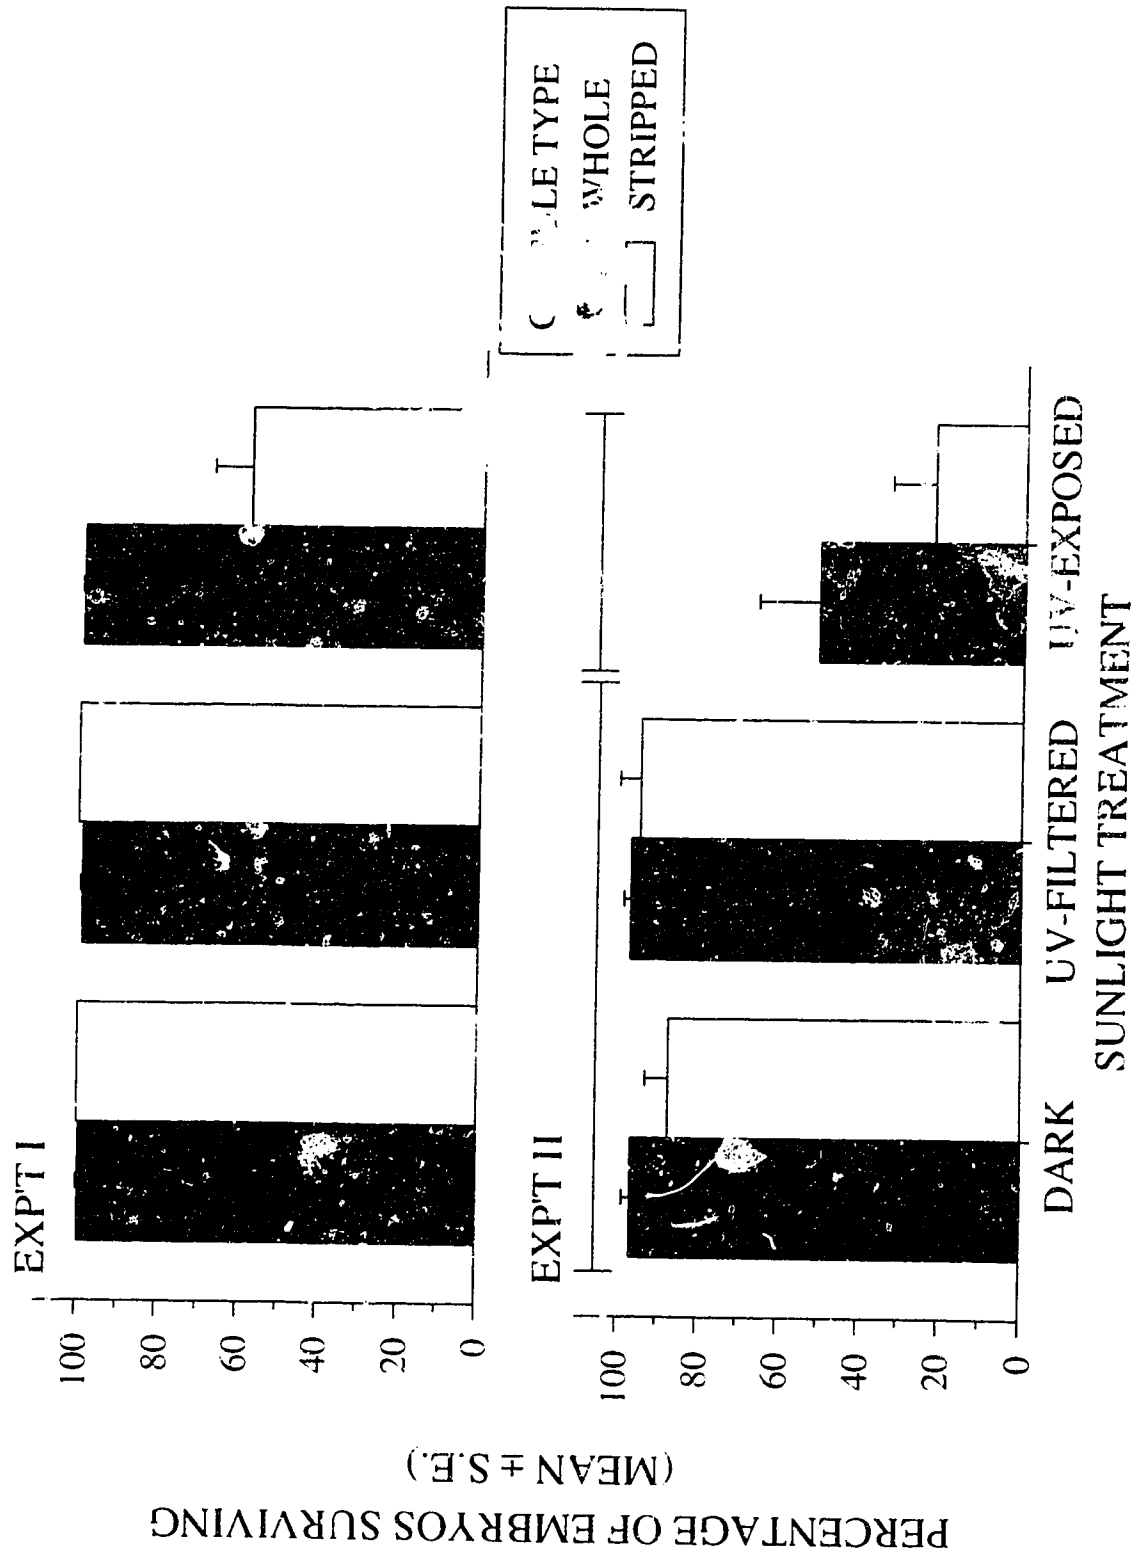 EXP'T I
100
80
60
40
20
0
EXP'T II
100
80
60
40
20
0
DARK
UV-FILTERED
UV-EXPOSED
SUNLIGHT TREATMENT
PERCENTAGE OF EMBRYOS SURVIVING
(MEAN ± S.E.)
TYPE
WHOLE
STRIPPED